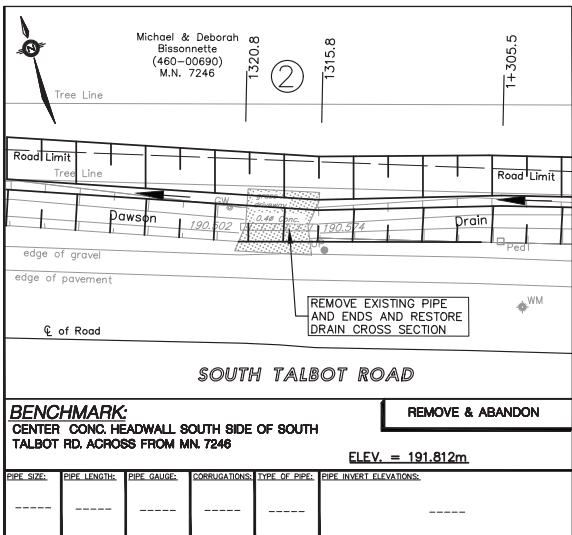 Michael & Deborah
Bissonnette
(460-00690)
M.N. 7246
1320.8
2
1315.8
1+305.5
Tree Line
Road Limit
Road Limit
Tree Line
GW
grass
driveway
Dawson
190.502
0.4Ø Conc.
190.574
Drain
Ped
edge of gravel
edge of pavement
WM
REMOVE EXISTING PIPE
AND ENDS AND RESTORE
DRAIN CROSS SECTION
℄ of Road
SOUTH TALBOT ROAD
BENCHMARK:
CENTER CONC. HEADWALL SOUTH SIDE OF SOUTH
TALBOT RD. ACROSS FROM MN. 7246
REMOVE & ABANDON
ELEV. = 191.812m
PIPE SIZE: PIPE LENGTH: PIPE GAUGE: CORRUGATIONS: TYPE OF PIPE: PIPE INVERT ELEVATIONS:
----- ----- ----- ----- ----- -----